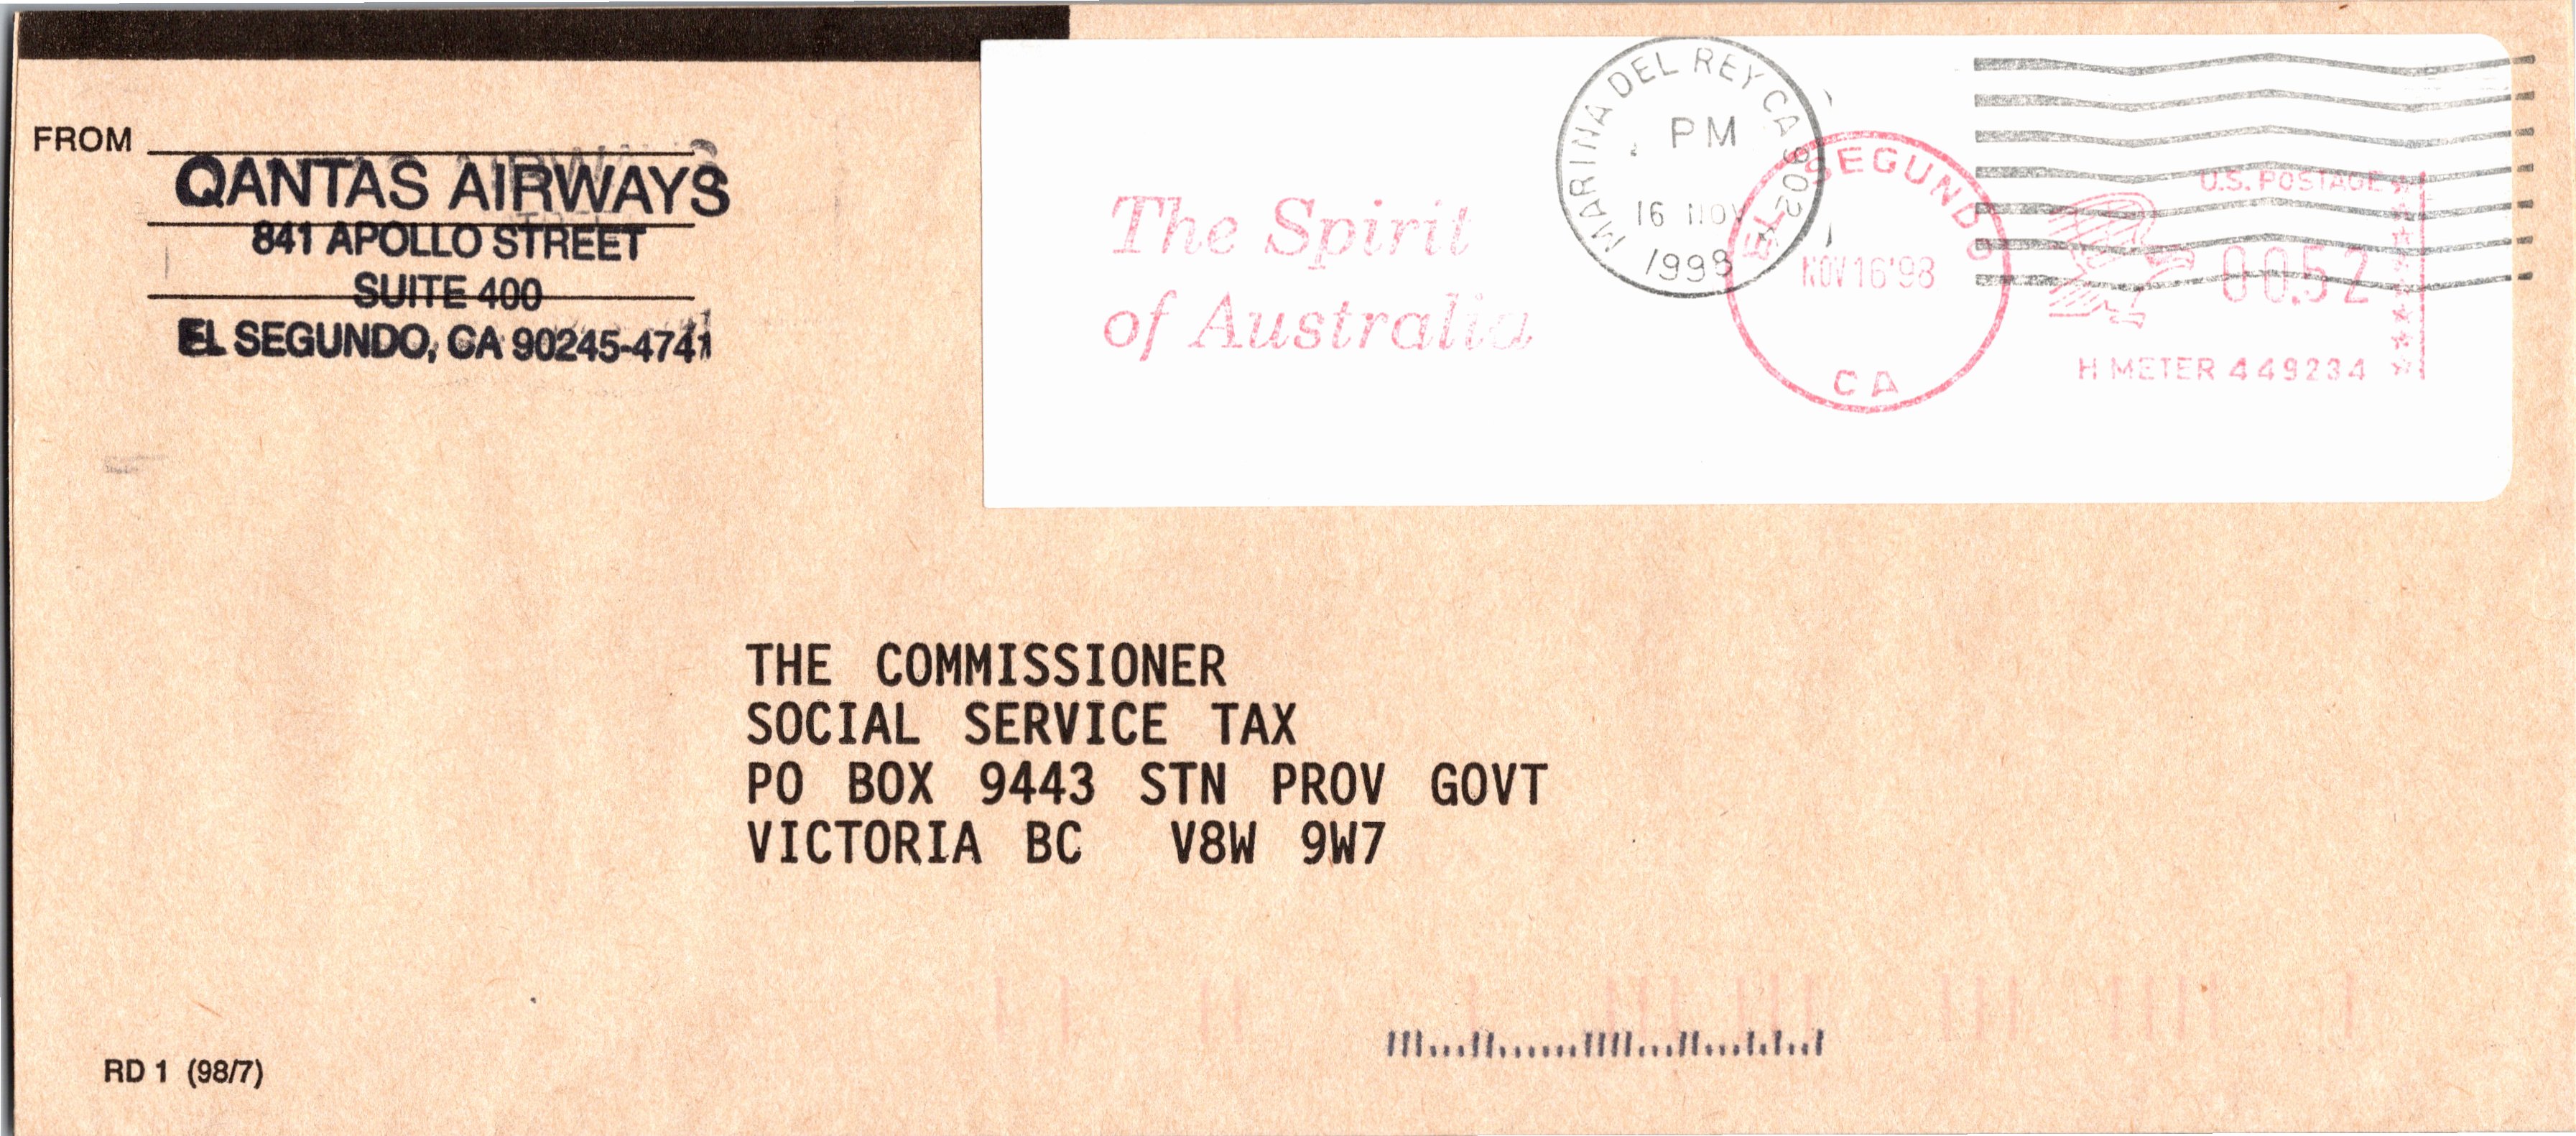 FROM
QANTAS AIRWAYS
841 APOLLO STREET
SUITE 400
EL SEGUNDO, CA 90245-4741
The Spirit
of Australia
MARINA DEL REY CA 902
PM
16 NOV
1998
EL SEGUNDO
NOV 16 '98
CA
U.S. POSTAGE
00.52
H METER 449234
THE COMMISSIONER
SOCIAL SERVICE TAX
PO BOX 9443 STN PROV GOVT
VICTORIA BC V8W 9W7
RD 1 (98/7)